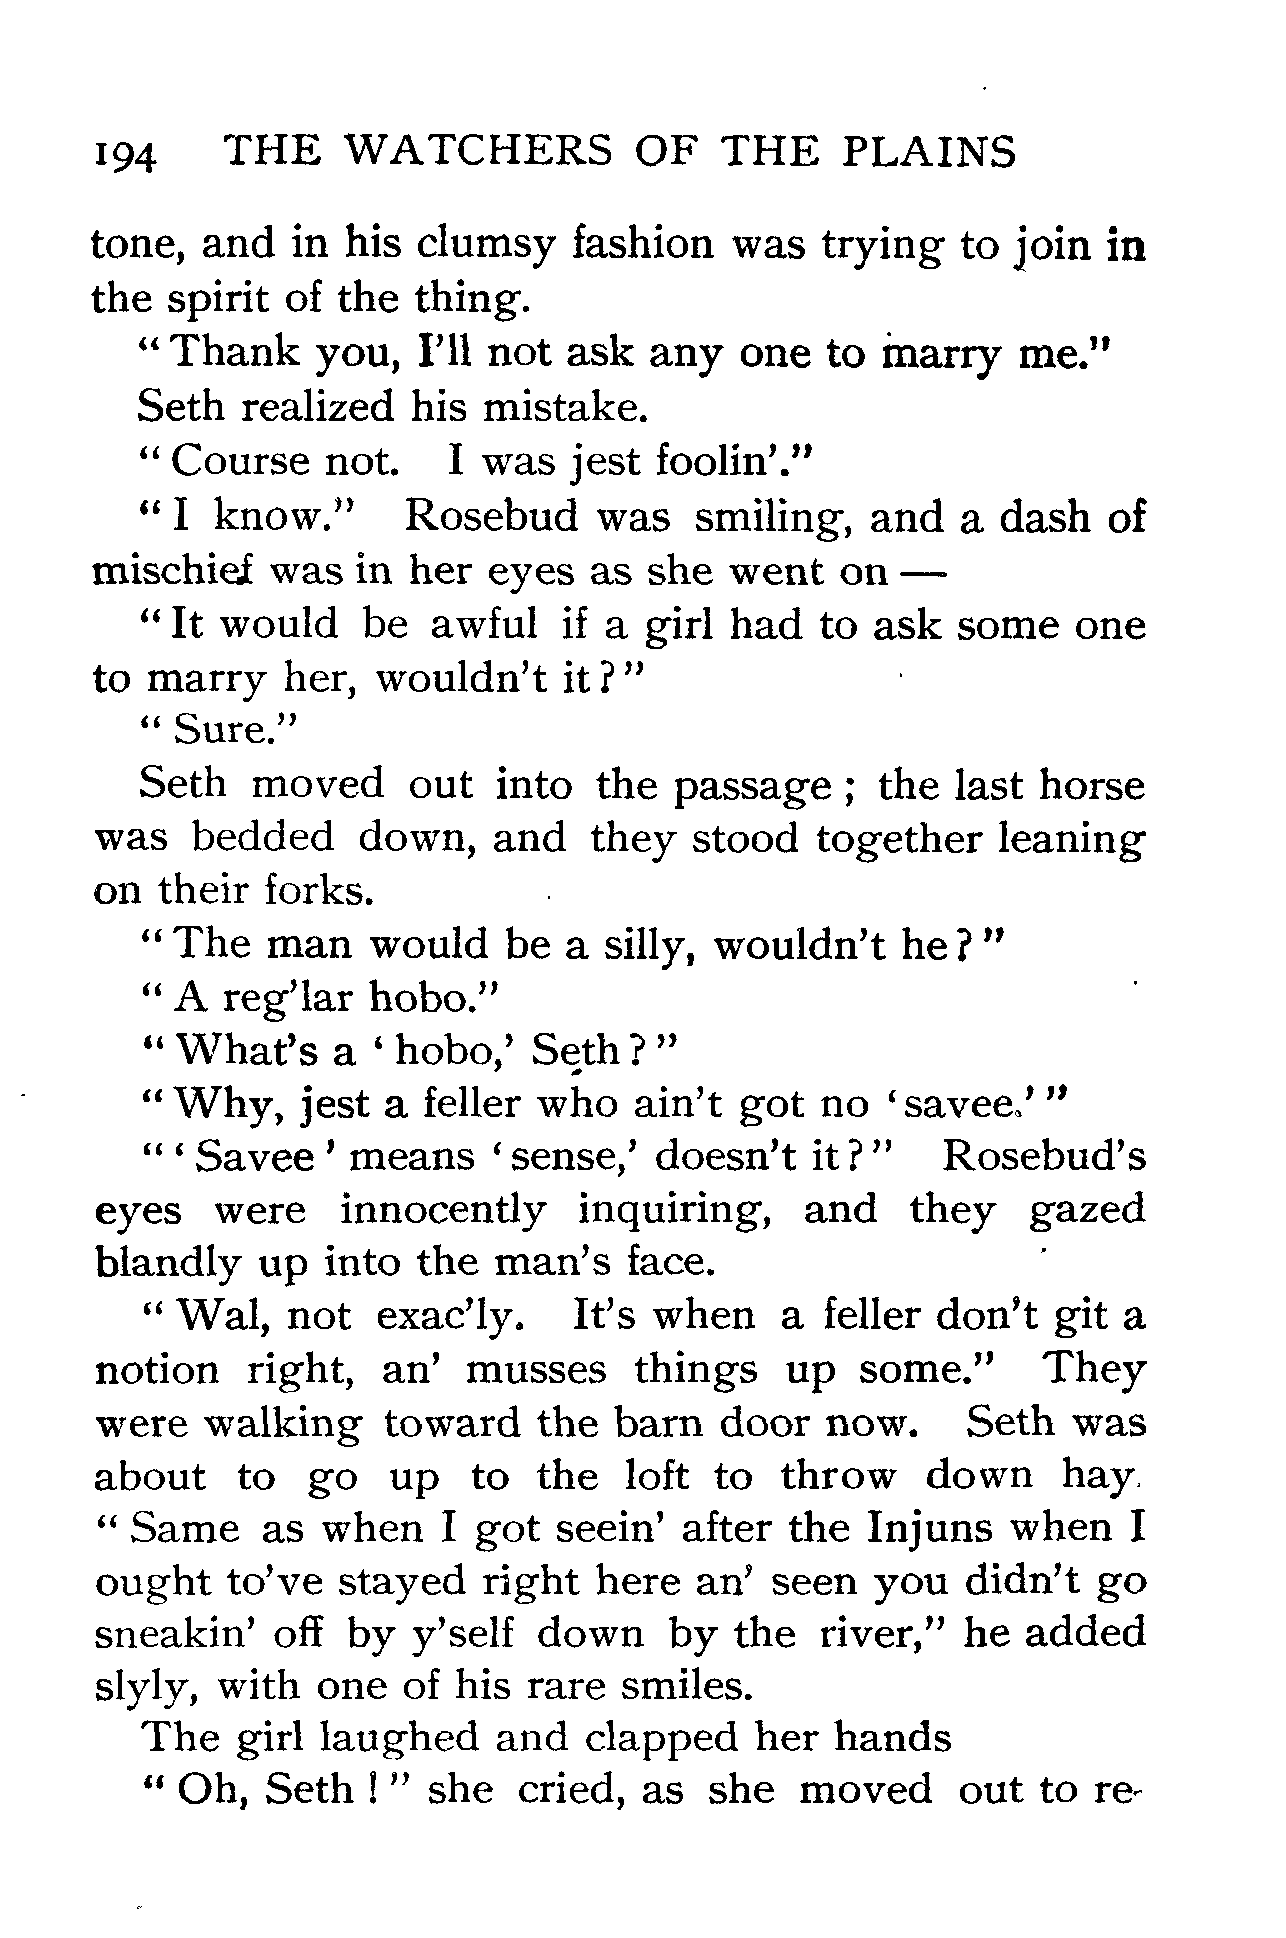 194 THE WATCHERS OF THE PLAINS
tone, and in his clumsy fashion was trying to join in
the spirit of the thing.
“Thank you, I’ll not ask any one to marry me.”
Seth realized his mistake.
“Course not. I was jest foolin’.”
“I know.” Rosebud was smiling, and a dash of
mischief was in her eyes as she went on —
“It would be awful if a girl had to ask some one
to marry her, wouldn’t it?”
“Sure.”
Seth moved out into the passage; the last horse
was bedded down, and they stood together leaning
on their forks.
“The man would be a silly, wouldn’t he?”
“A reg’lar hobo.”
“What’s a ‘hobo,’ Seth?”
“Why, jest a feller who ain’t got no ‘savee.’”
“‘Savee’ means ‘sense,’ doesn’t it?” Rosebud’s
eyes were innocently inquiring, and they gazed
blandly up into the man’s face.
“Wal, not exac’ly. It’s when a feller don’t git a
notion right, an’ musses things up some.” They
were walking toward the barn door now. Seth was
about to go up to the loft to throw down hay.
“Same as when I got seein’ after the Injuns when I
ought to’ve stayed right here an’ seen you didn’t go
sneakin’ off by y’self down by the river,” he added
slyly, with one of his rare smiles.
The girl laughed and clapped her hands
“Oh, Seth!” she cried, as she moved out to re-